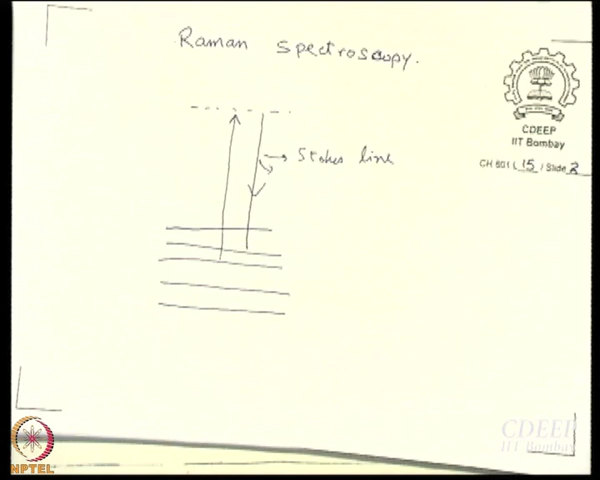 Raman Spectroscopy.
CDEEP
IIT Bombay
CH 601 L 15 / Slide 2
Stokes line
CDEEP
IIT Bombay
NPTEL